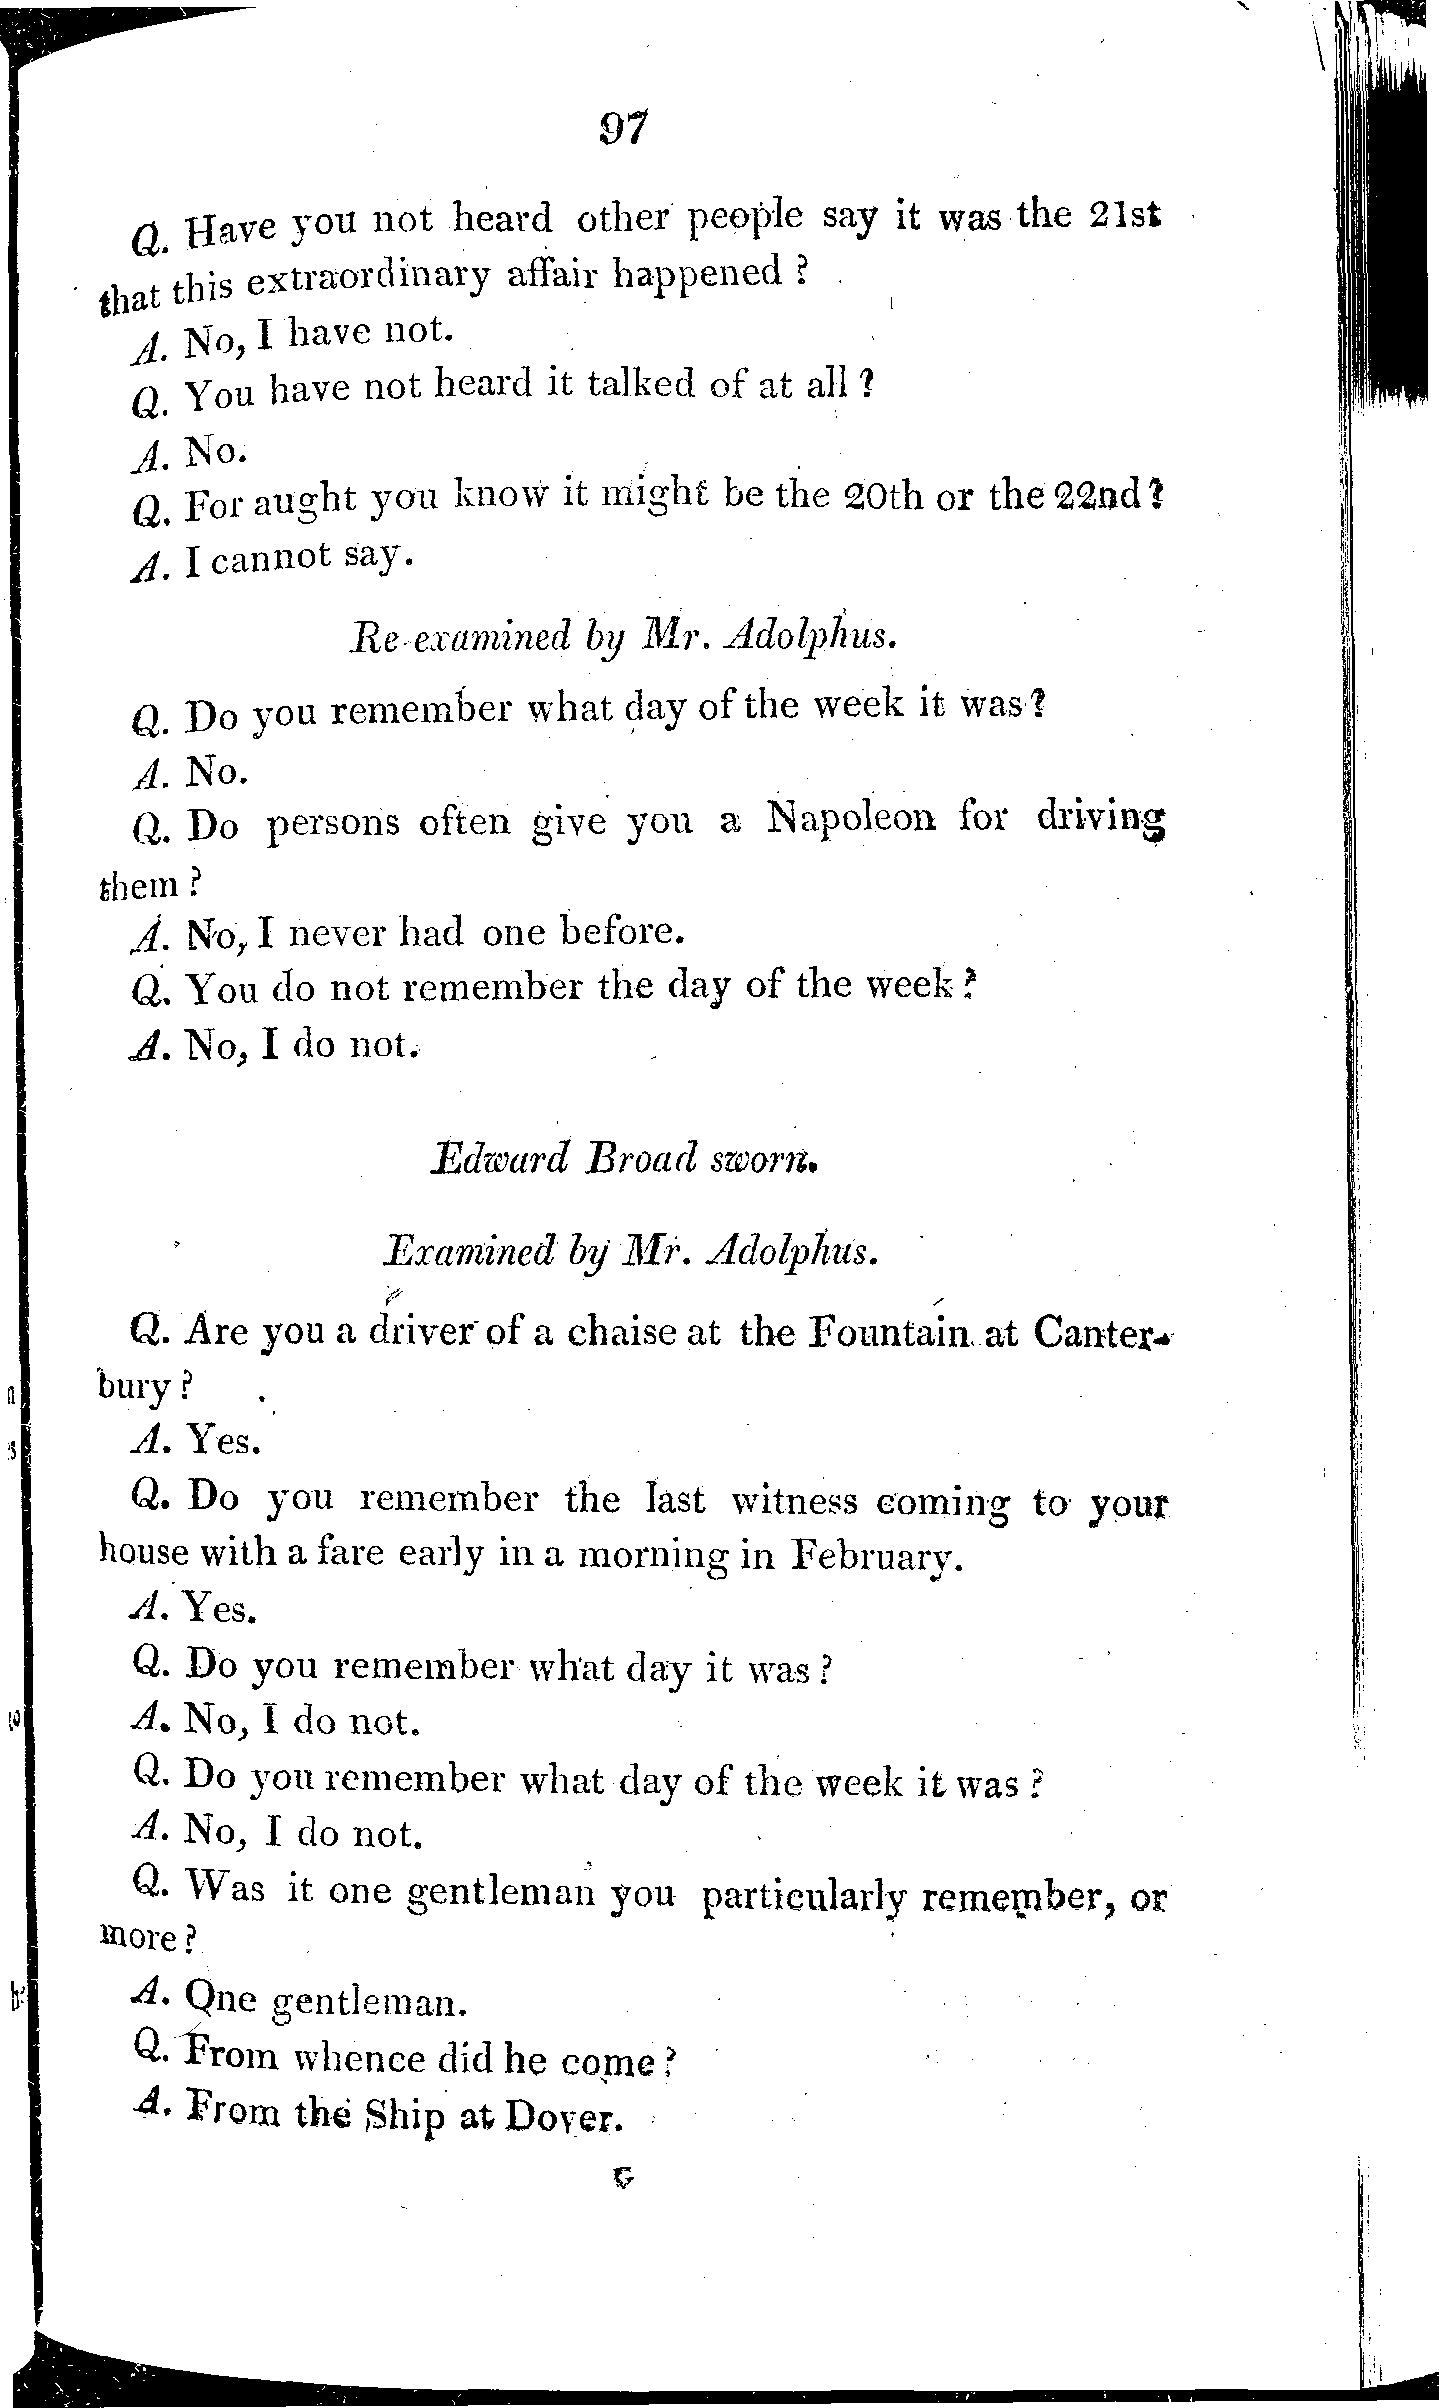 97
Q. Have you not heard other people say it was the 21st
that this extraordinary affair happened?
A. No, I have not.
Q. You have not heard it talked of at all?
A. No.
Q. For aught you know it might be the 20th or the 22nd?
A. I cannot say.
Re-examined by Mr. Adolphus.
Q. Do you remember what day of the week it was?
A. No.
Q. Do persons often give you a Napoleon for driving
them?
A. No, I never had one before.
Q. You do not remember the day of the week?
A. No, I do not.
Edward Broad sworn.
Examined by Mr. Adolphus.
Q. Are you a driver of a chaise at the Fountain at Canter-
bury?
A. Yes.
Q. Do you remember the last witness coming to your
house with a fare early in a morning in February.
A. Yes.
Q. Do you remember what day it was?
A. No, I do not.
Q. Do you remember what day of the week it was?
A. No, I do not.
Q. Was it one gentleman you particularly remember, or
more?
A. One gentleman.
Q. From whence did he come?
A. From the Ship at Dover.
G